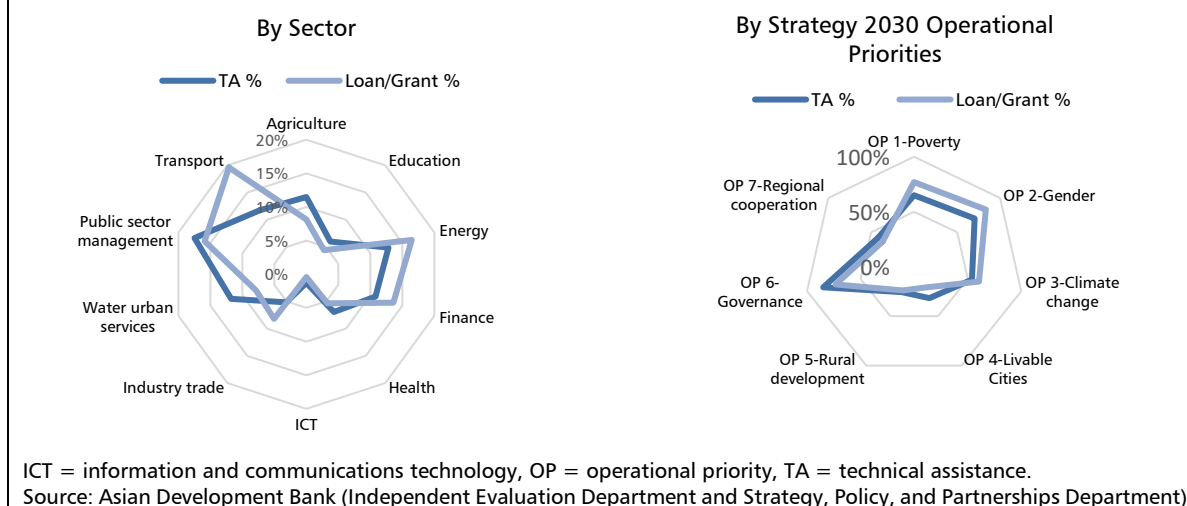 By Sector
TA %
Loan/Grant %
Agriculture
20%
Education
15%
Transport
10%
Energy
Public sector
management
5%
0%
Water urban
services
Finance
Industry trade
Health
ICT
By Strategy 2030 Operational
Priorities
TA %
Loan/Grant %
OP 1-Poverty
100%
OP 7-Regional
cooperation
OP 2-Gender
50%
0%
OP 6-
Governance
OP 3-Climate
change
OP 5-Rural
development
OP 4-Livable
Cities
ICT = information and communications technology, OP = operational priority, TA = technical assistance.
Source: Asian Development Bank (Independent Evaluation Department and Strategy, Policy, and Partnerships Department)